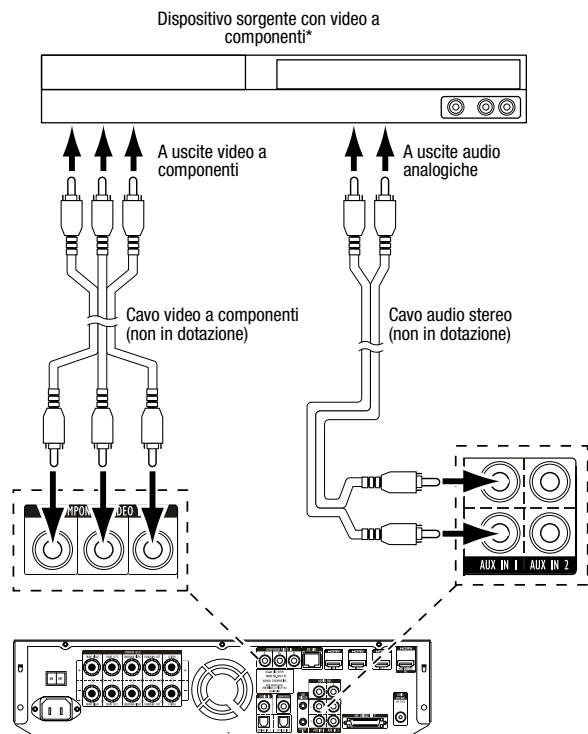 Dispositivo sorgente con video a
componenti*
A uscite video a
componenti
A uscite audio
analogiche
Cavo video a componenti
(non in dotazione)
Cavo audio stereo
(non in dotazione)
AUX IN 1
AUX IN 2